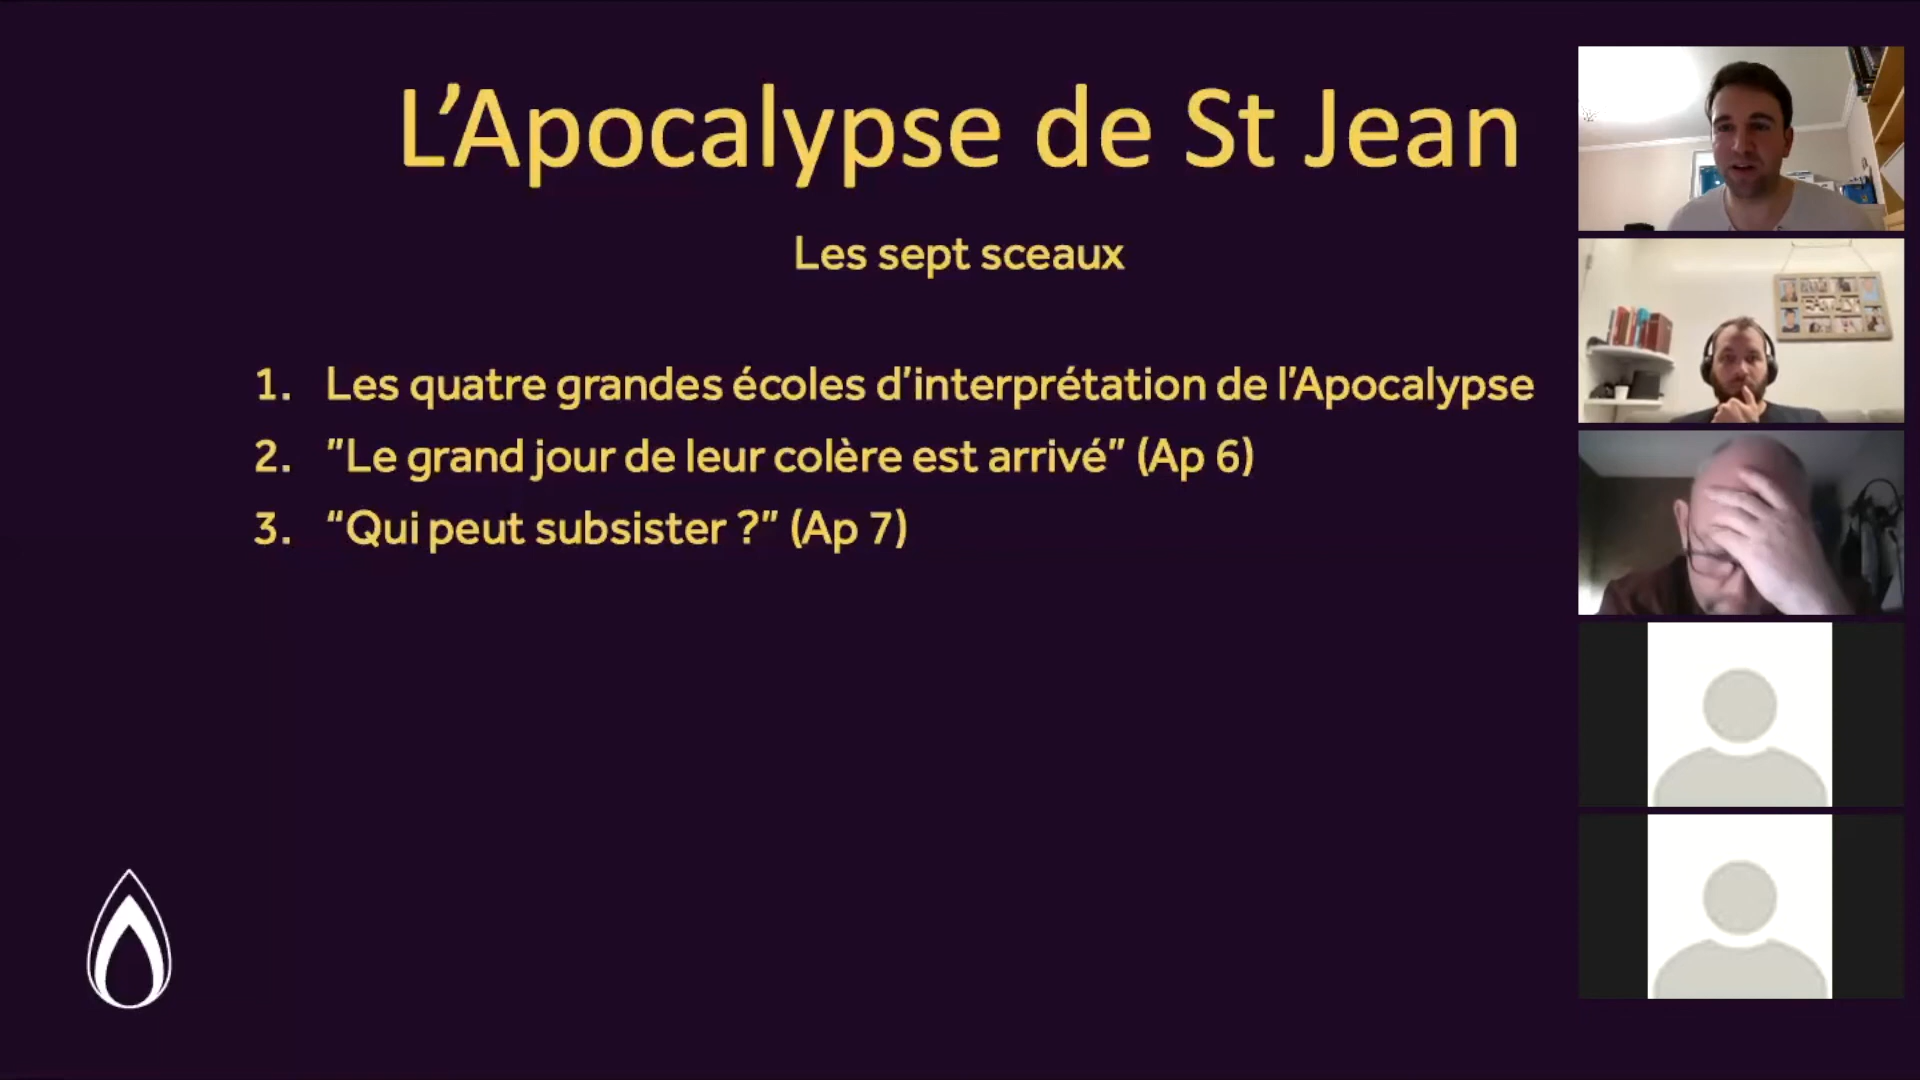 L’Apocalypse de St Jean
Les sept sceaux
1. Les quatre grandes écoles d’interprétation de l’Apocalypse
2. ”Le grand jour de leur colère est arrivé” (Ap 6)
3. “Qui peut subsister ?” (Ap 7)
FAMILY